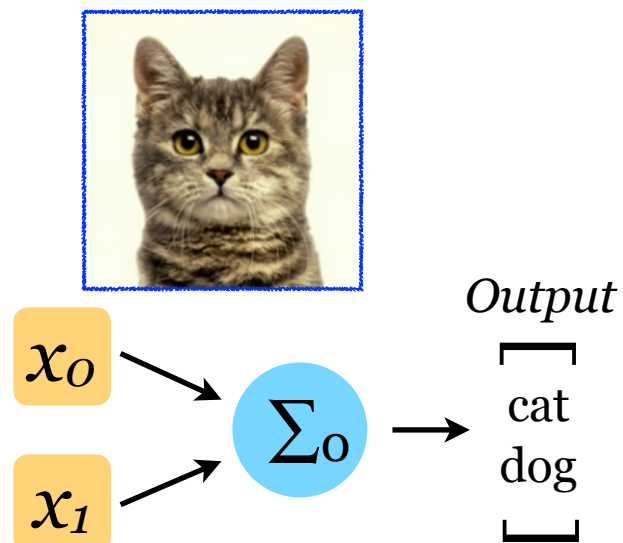 Output
x₀
cat
Σ₀
dog
x₁